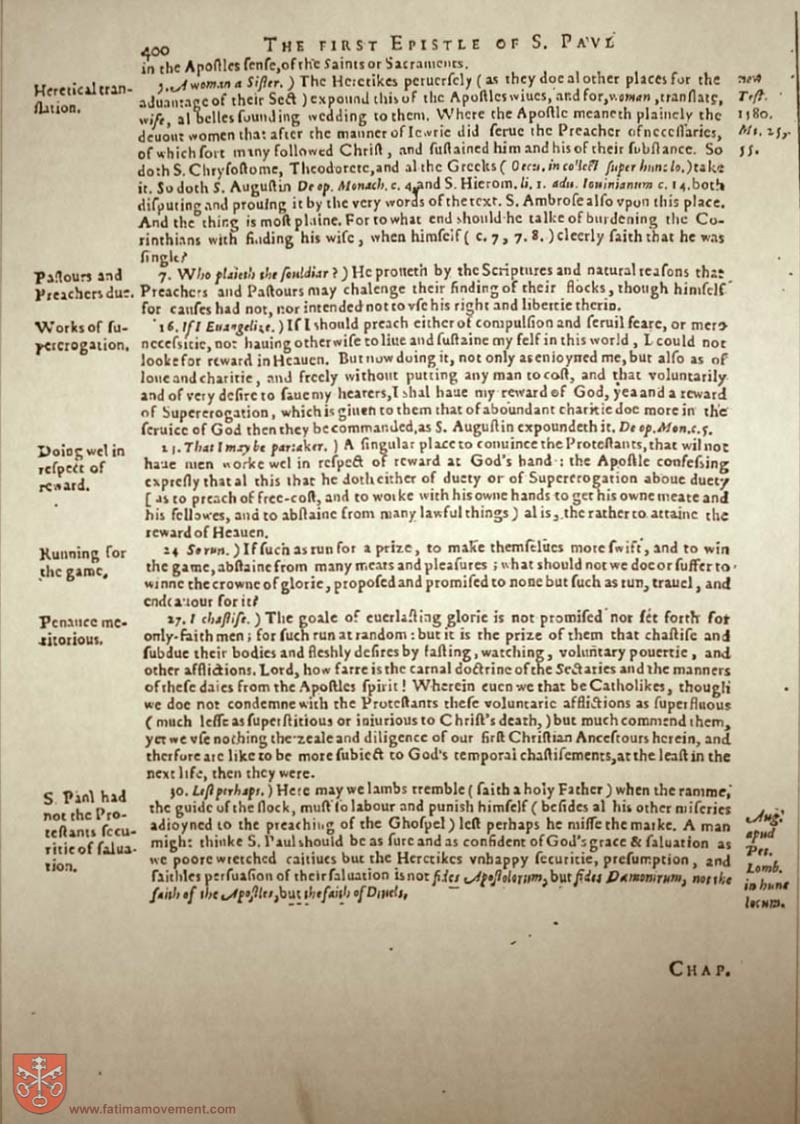 400 THE FIRST EPISTLE OF S. PAVL
in the Apoſtles ſenſe, of the Saints or Sacraments.
Heretical tran-
ſlation.
5. A woman a Siſter.) The Heretikes peruerſely (as they doe al other places for the
aduantage of their Sect) expound this of the Apoſtles wiues, and for, woman, tranſlate,
wife, al belles ſounding wedding to them. Where the Apoſtle meaneth plainely the
deuout women that after the manner of Iewrie did ſerue the Preacher of neceſſaries,
of which ſort many followed Chriſt, and ſuſtained him and his of their ſubſtance. So
doth S. Chryſoſtome, Theodorete, and al the Greeks (Oecu. in collect ſuper hunc lo.) take
it. So doth S. Auguſtin De op. Monach. c. 4. and S. Hierom. li. 1. adu. Iouinianum c. 14. both
diſputing and prouing it by the very words of the text. S. Ambroſe alſo vpon this place.
And the thing is moſt plaine. For to what end should he talke of burdening the Co-
rinthians with finding his wife, when himſelf (c. 7, 7. 8.) cleerly ſaith that he was
ſingle?
new
Teſt.
1580.
Mt. 27,
55.
Paſtours and
Preachers due.
7. Who plaieth the ſouldiar?) He proueth by the Scriptures and natural reaſons that
Preachers and Paſtours may chalenge their finding of their flocks, though himſelf
for cauſes had not, nor intended not to vſe his right and libertie therin.
Works of ſu-
pererogation.
16. If I Euangelize.) If I should preach either of compulſion and ſeruil feare, or mere
neceſſitie, not hauing otherwiſe to liue and ſuſtaine my ſelf in this world, I could not
looke for reward in Heauen. But now doing it, not only as enioyned me, but alſo as of
loue and charitie, and freely without putting any man to coſt, and that voluntarily
and of very deſire to ſaue my hearers, I shal haue my reward of God, yea and a reward
of Supererogation, which is giuen to them that of aboundant charitie doe more in the
ſeruice of God then they be commanded, as S. Auguſtin expoundeth it. De op. Mon. c. 5.
Doing wel in
reſpect of
reward.
23. That I may be partaker.) A ſingular place to conuince the Proteſtants, that wil not
haue men worke wel in reſpect of reward at God's hand: the Apoſtle confeſſing
expreſly that al this that he doth either of duety or of Supererogation aboue duety
[as to preach of free-coſt, and to worke with his owne hands to get his owne meate and
his fellowes, and to abſtaine from many lawful things) al is, the rather to attaine the
reward of Heauen.
Running for
the game.
24 So run.) If ſuch as run for a prize, to make themſelues more ſwift, and to win
the game, abſtaine from many meats and pleaſures; what should not we doe or ſuffer to
winne the crowne of glorie, propoſed and promiſed to none but ſuch as run, trauel, and
endeauour for it?
Penance me-
ritorious.
27. I chaſtiſe.) The goale of euerlaſting glorie is not promiſed nor ſet forth for
only-faith men; for ſuch run at random: but it is the prize of them that chaſtiſe and
ſubdue their bodies and fleshly deſires by faſting, watching, voluntary pouertie, and
other afflictions. Lord, how farre is the carnal doctrine of the Sectaries and the manners
of theſe daies from the Apoſtles ſpirit! Wherein euen we that be Catholikes, though
we doe not condemne with the Proteſtants theſe voluntarie afflictions as ſuperfluous
(much leſſe as ſuperſtitious or iniurious to Chriſt's death,) but much commend them,
yet we vſe nothing the zeale and diligence of our firſt Chriſtian Anceſtours herein, and
therfore are like to be more ſubiect to God's temporal chaſtiſements, at the leaſt in the
next life, then they were.
S. Paul had
not the Pro-
teſtants ſecu-
ritie of ſalua-
tion.
30. Leſt perhaps.) Here may we lambs tremble (ſaith a holy Father) when the ramme,
the guide of the flock, muſt ſo labour and punish himſelf (beſides al his other miſeries
adioyned to the preaching of the Ghoſpel) leſt perhaps he miſſe the marke. A man
might thinke S. Paul should be as ſure and as confident of God's grace & ſaluation as
we poore wretched caitiues but the Heretikes vnhappy ſecuritie, preſumption, and
faithles perſuaſion of their ſaluation is not fides Apoſtolorum, but fides Dæmonirum, not the
faith of the Apoſtles, but the faith of Diuels.
Aug.
apud
Pet.
Lomb.
in hunc
locum.
CHAP.
www.fatimamovement.com